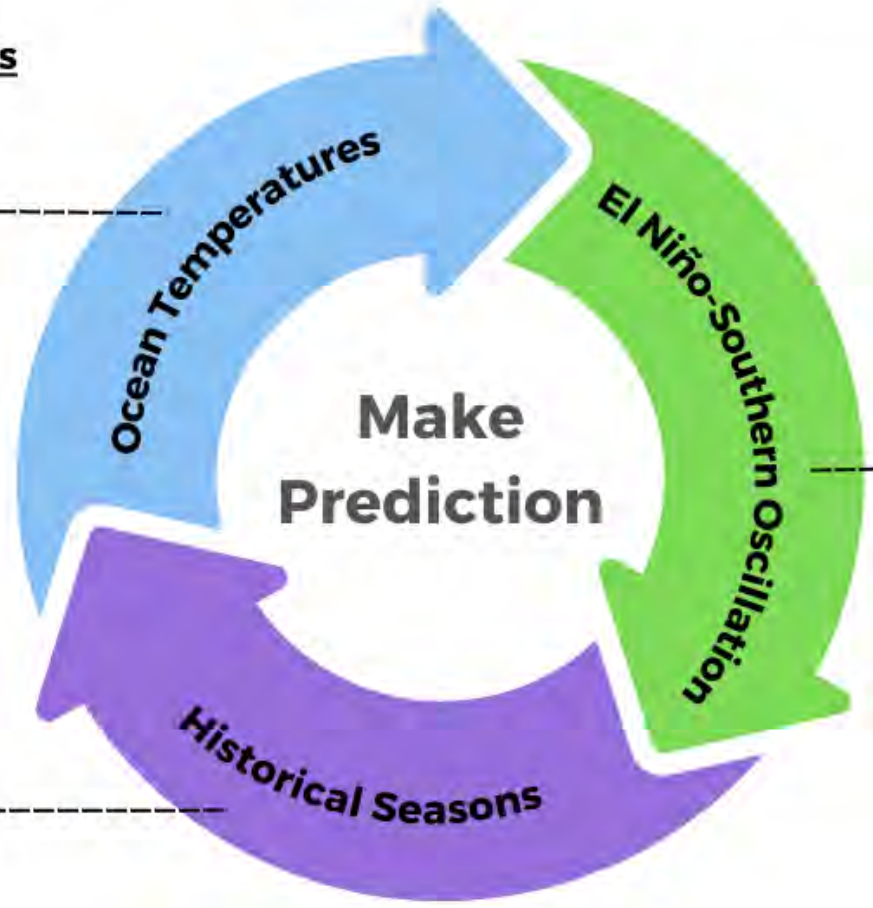 s
Ocean Temperatures
El Niño-Southern Oscillation
Make
Prediction
Historical Seasons